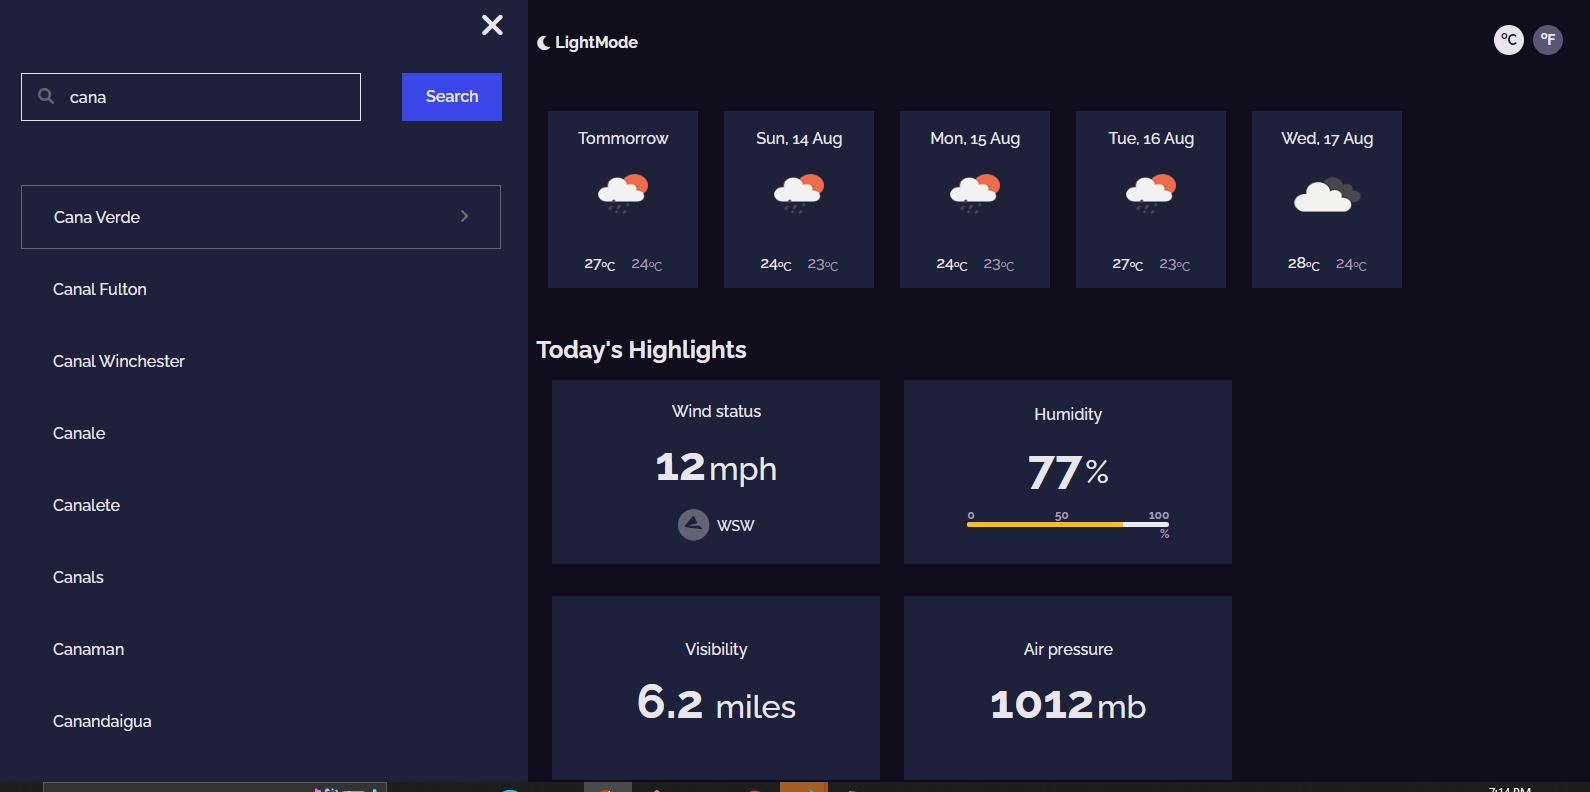 cana
Search
Cana Verde
Canal Fulton
Canal Winchester
Canale
Canalete
Canals
Canaman
Canandaigua
LightMode
°C °F
Tommorrow
27°C 24°C
Sun, 14 Aug
24°C 23°C
Mon, 15 Aug
24°C 23°C
Tue, 16 Aug
27°C 23°C
Wed, 17 Aug
28°C 24°C
Today's Highlights
Wind status
12 mph
WSW
Humidity
77 %
0 50 100
%
Visibility
6.2 miles
Air pressure
1012 mb
7:14 PM